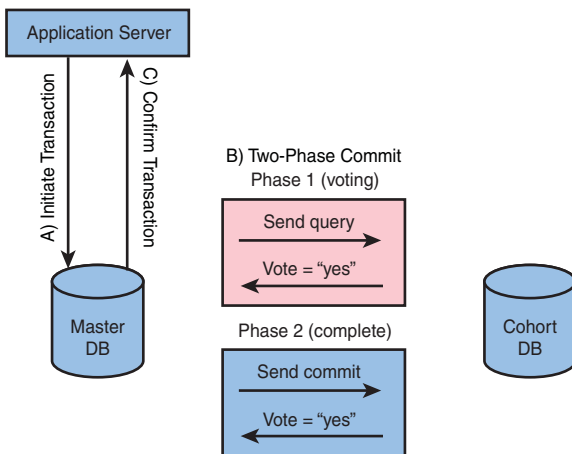 Application Server
A) Initiate Transaction
C) Confirm Transaction
B) Two-Phase Commit
Phase 1 (voting)
Send query
Vote = “yes”
Master
DB
Phase 2 (complete)
Send commit
Vote = “yes”
Cohort
DB